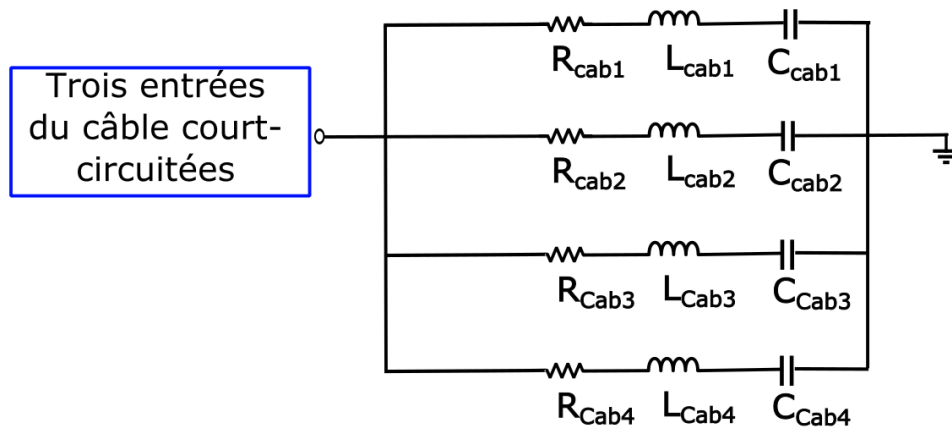 Trois entrées
du câble court-
circuitées
Rcab1 Lcab1 Ccab1
Rcab2 Lcab2 Ccab2
RCab3 LCab3 CCab3
RCab4 LCab4 CCab4